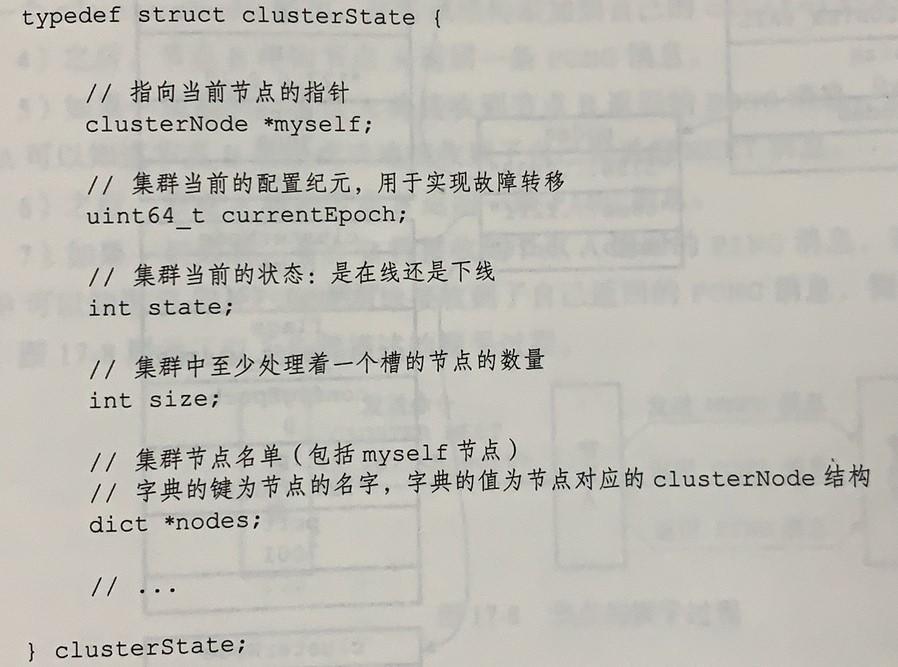 typedef struct clusterState {
// 指向当前节点的指针
clusterNode *myself;
// 集群当前的配置纪元，用于实现故障转移
uint64_t currentEpoch;
// 集群当前的状态：是在线还是下线
int state;
// 集群中至少处理着一个槽的节点的数量
int size;
// 集群节点名单（包括 myself 节点）
// 字典的键为节点的名字，字典的值为节点对应的 clusterNode 结构
dict *nodes;
// ...
} clusterState;